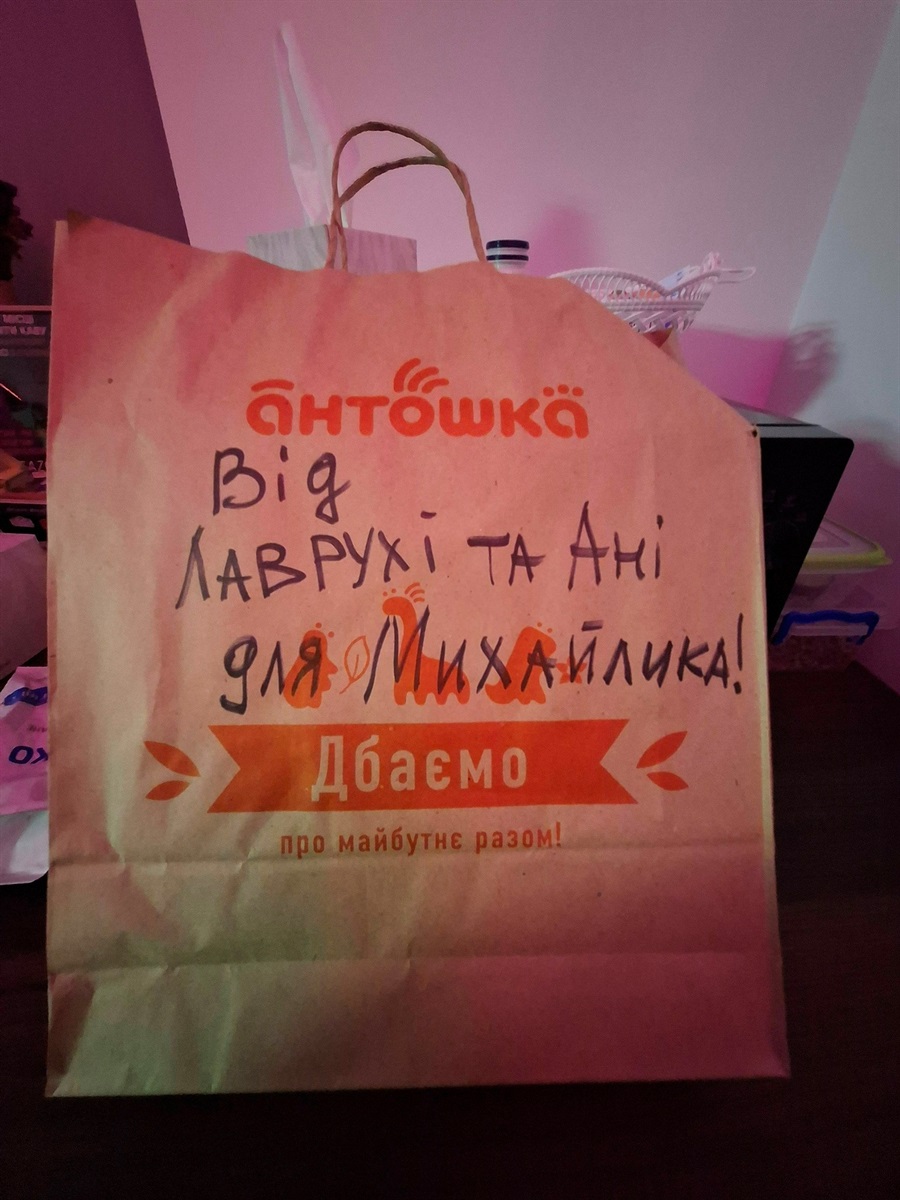 антошка
Від
Лаврухі та Ані
для Михайлика!
Дбаємо
про майбутнє разом!